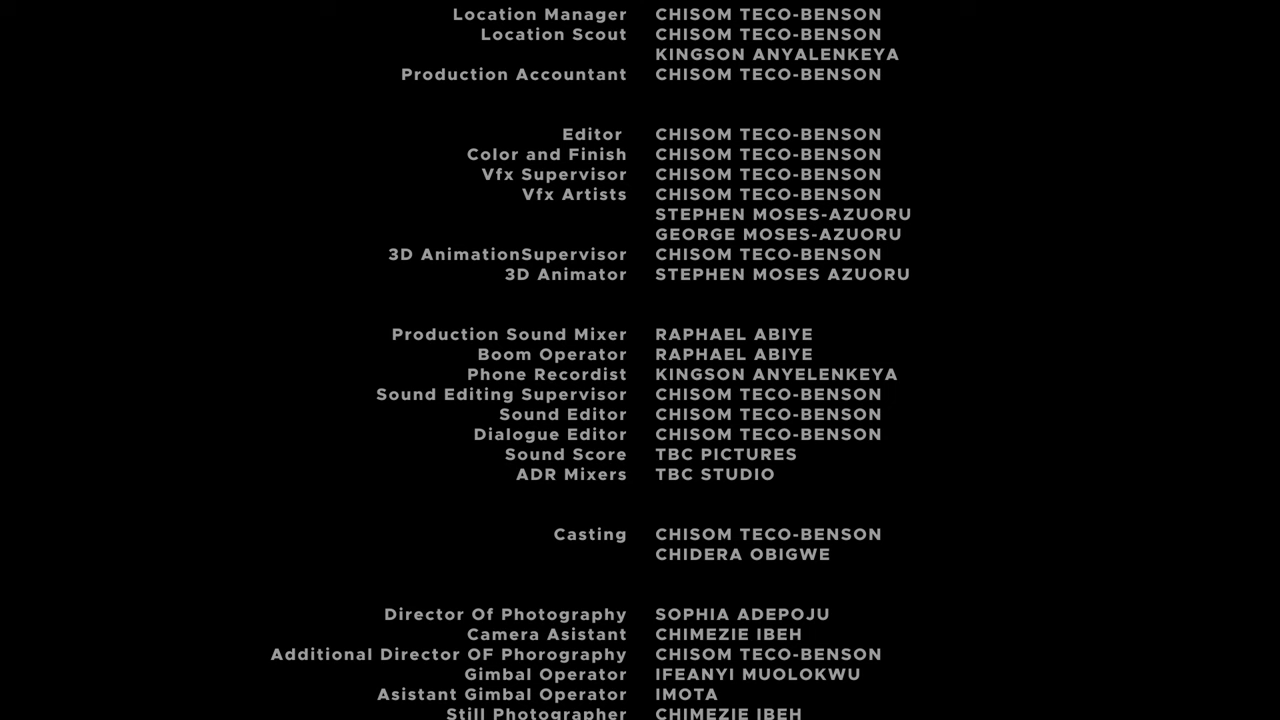 Location Manager CHISOM TECO-BENSON
Location Scout CHISOM TECO-BENSON
KINGSON ANYALENKEYA
Production Accountant CHISOM TECO-BENSON
Editor CHISOM TECO-BENSON
Color and Finish CHISOM TECO-BENSON
Vfx Supervisor CHISOM TECO-BENSON
Vfx Artists CHISOM TECO-BENSON
STEPHEN MOSES-AZUORU
GEORGE MOSES-AZUORU
3D AnimationSupervisor CHISOM TECO-BENSON
3D Animator STEPHEN MOSES AZUORU
Production Sound Mixer RAPHAEL ABIYE
Boom Operator RAPHAEL ABIYE
Phone Recordist KINGSON ANYELENKEYA
Sound Editing Supervisor CHISOM TECO-BENSON
Sound Editor CHISOM TECO-BENSON
Dialogue Editor CHISOM TECO-BENSON
Sound Score TBC PICTURES
ADR Mixers TBC STUDIO
Casting CHISOM TECO-BENSON
CHIDERA OBIGWE
Director Of Photography SOPHIA ADEPOJU
Camera Asistant CHIMEZIE IBEH
Additional Director OF Phorography CHISOM TECO-BENSON
Gimbal Operator IFEANYI MUOLOKWU
Asistant Gimbal Operator IMOTA
Still Photographer CHIMEZIE IBEH